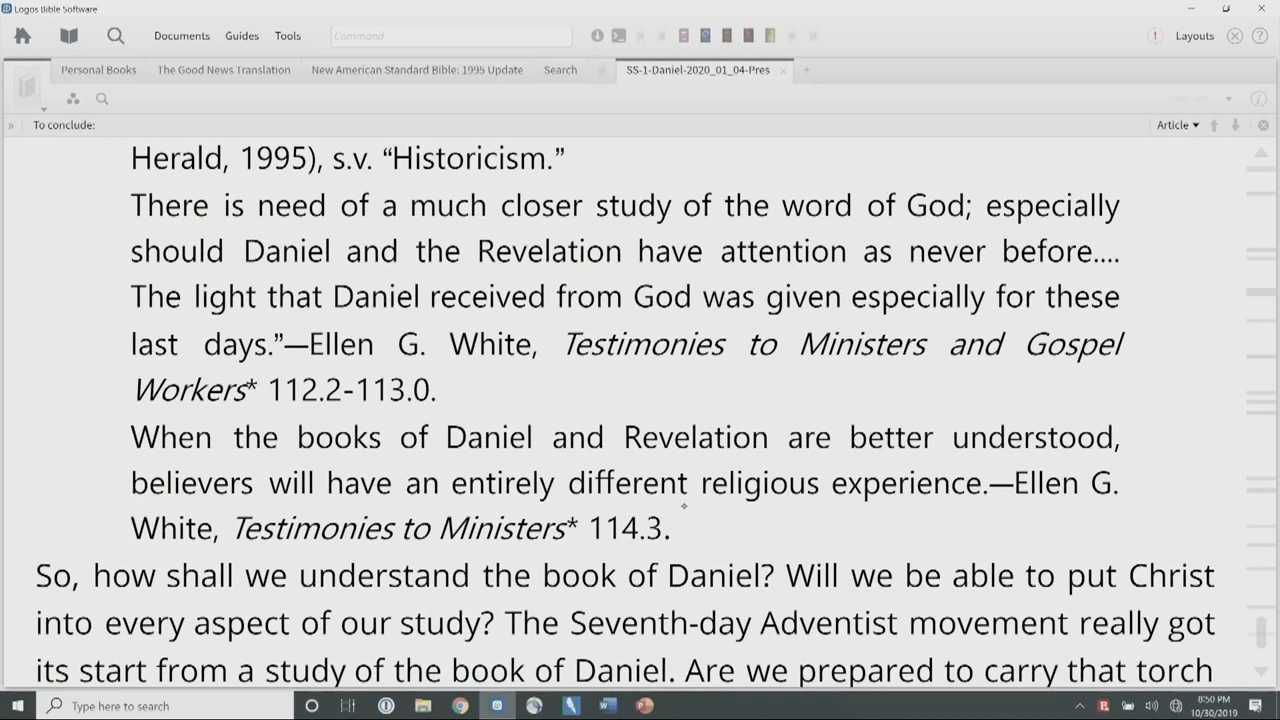 Logos Bible Software
Documents Guides Tools Command Layouts
Personal Books The Good News Translation New American Standard Bible: 1995 Update Search SS-1-Daniel-2020_01_04-Pres
» To conclude: Article
Herald, 1995), s.v. “Historicism.”
There is need of a much closer study of the word of God; especially
should Daniel and the Revelation have attention as never before....
The light that Daniel received from God was given especially for these
last days.”—Ellen G. White, Testimonies to Ministers and Gospel
Workers* 112.2-113.0.
When the books of Daniel and Revelation are better understood,
believers will have an entirely different religious experience.—Ellen G.
White, Testimonies to Ministers* 114.3.
So, how shall we understand the book of Daniel? Will we be able to put Christ
into every aspect of our study? The Seventh-day Adventist movement really got
its start from a study of the book of Daniel. Are we prepared to carry that torch
Type here to search
8:50 PM
10/30/2019